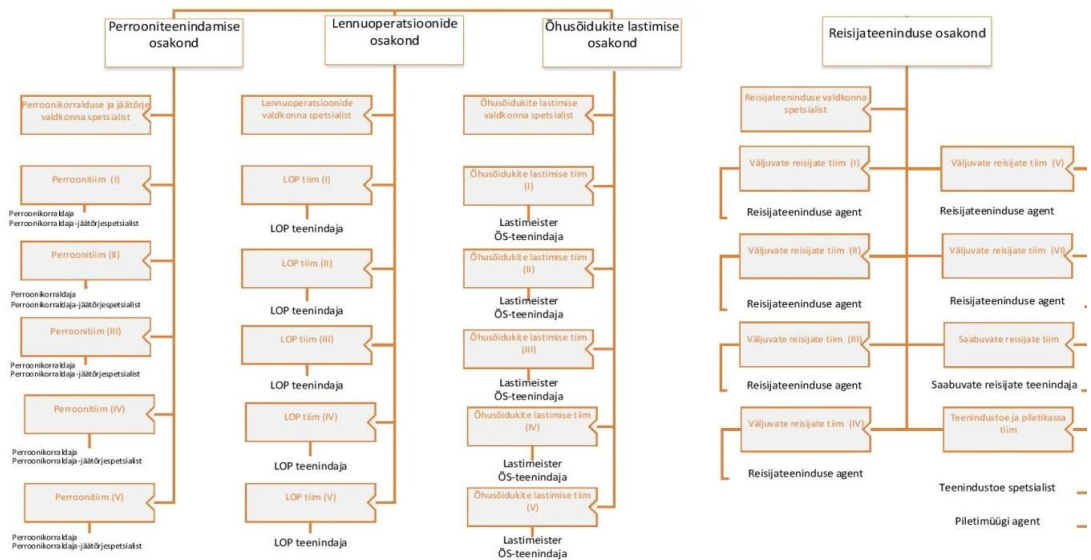 Perrooniteenindamise
osakond
Perroonikorralduse ja jäätõrje
valdkonna spetsialist
Perroonitiim (I)
Perroonikorraldaja
Perroonikorraldaja-jäätõrjespetsialist
Perroonitiim (II)
Perroonikorraldaja
Perroonikorraldaja-jäätõrjespetsialist
Perroonitiim (III)
Perroonikorraldaja
Perroonikorraldaja-jäätõrjespetsialist
Perroonitiim (IV)
Perroonikorraldaja
Perroonikorraldaja-jäätõrjespetsialist
Perroonitiim (V)
Perroonikorraldaja
Perroonikorraldaja-jäätõrjespetsialist
Lennuoperatsioonide
osakond
Lennuoperatsioonide
valdkonna spetsialist
LOP tiim (I)
LOP teenindaja
LOP tiim (II)
LOP teenindaja
LOP tiim (III)
LOP teenindaja
LOP tiim (IV)
LOP teenindaja
LOP tiim (V)
LOP teenindaja
Õhusõidukite lastimise
osakond
Õhusõidukite lastimise
valdkonna spetsialist
Õhusõidukite lastimise tiim
(I)
Lastimeister
ÕS-teenindaja
Õhusõidukite lastimise tiim
(II)
Lastimeister
ÕS-teenindaja
Õhusõidukite lastimise tiim
(III)
Lastimeister
ÕS-teenindaja
Õhusõidukite lastimise tiim
(IV)
Lastimeister
ÕS-teenindaja
Õhusõidukite lastimise tiim
(V)
Lastimeister
ÕS-teenindaja
Reisijateeninduse osakond
Reisijateeninduse valdkonna
spetsialist
Väljuvate reisijate tiim (I)
Reisijateeninduse agent
Väljuvate reisijate tiim (II)
Reisijateeninduse agent
Väljuvate reisijate tiim (III)
Reisijateeninduse agent
Väljuvate reisijate tiim (IV)
Reisijateeninduse agent
Väljuvate reisijate tiim (V)
Reisijateeninduse agent
Väljuvate reisijate tiim (VI)
Reisijateeninduse agent
Saabuvate reisijate tiim
Saabuvate reisijate teenindaja
Teenindustoe ja piletikassa
tiim
Teenindustoe spetsialist
Piletimüügi agent